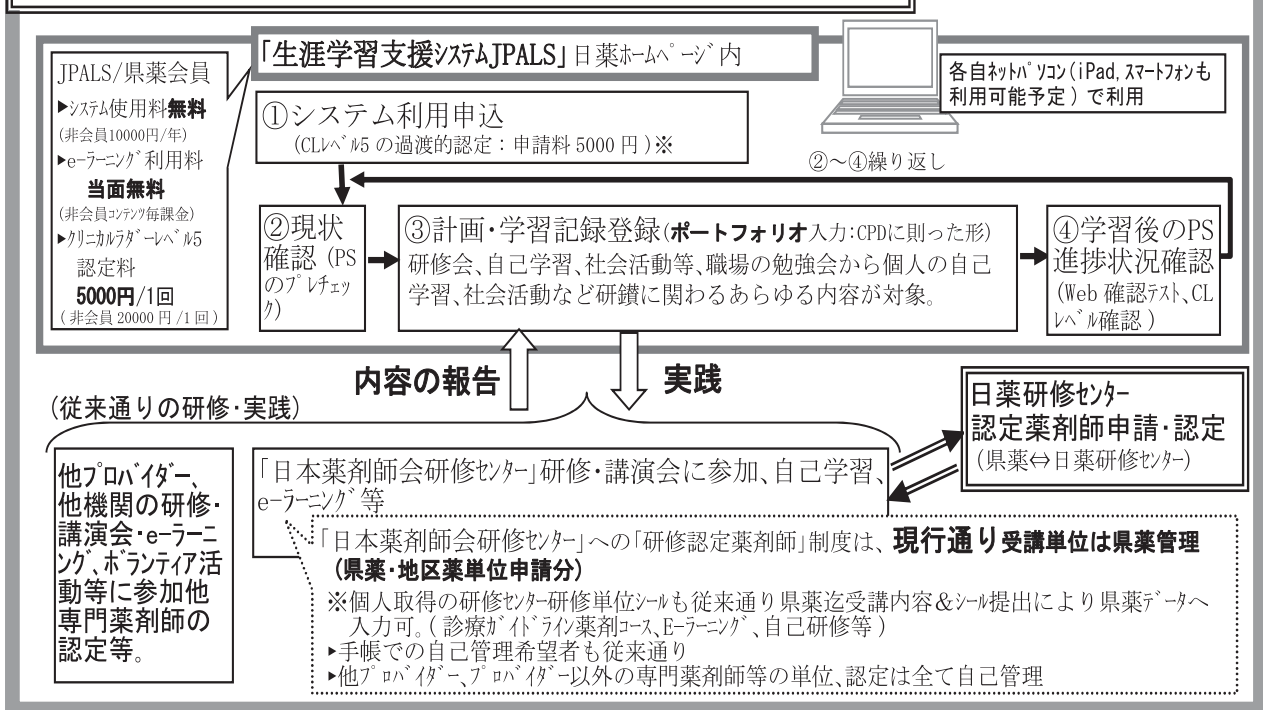 「生涯学習支援ｼｽﾃﾑJPALS」日薬ﾎｰﾑﾍﾟｰｼﾞ内
JPALS/県薬会員
▶ｼｽﾃﾑ使用料無料
(非会員10000円/年)
▶e-ﾗｰﾆﾝｸﾞ利用料
当面無料
(非会員ｺﾝﾃﾝﾂ毎課金)
▶ｸﾘﾆｶﾙﾗﾀﾞｰﾚﾍﾞﾙ5
認定料
5000円/1回
(非会員20000円/1回)
各自ﾈｯﾄﾊﾟｿｺﾝ(iPad,ｽﾏｰﾄﾌｫﾝも
利用可能予定)で利用
①システム利用申込
(CLﾚﾍﾞﾙ5の過渡的認定：申請料5000円)※
②～④繰り返し
②現状
確認(PS
のﾌﾟﾚﾁｪｯ
ｸ)
③計画・学習記録登録(ポートフォリオ入力:CPDに則った形)
研修会、自己学習、社会活動等、職場の勉強会から個人の自己
学習、社会活動など研鑚に関わるあらゆる内容が対象。
④学習後のPS
進捗状況確認
(Web確認ﾃｽﾄ、CL
ﾚﾍﾞﾙ確認)
内容の報告
実践
(従来通りの研修・実践)
日薬研修ｾﾝﾀｰ
認定薬剤師申請・認定
(県薬⇔日薬研修ｾﾝﾀｰ)
他ﾌﾟﾛﾊﾞｲﾀﾞｰ、
他機関の研修・
講演会・e-ラーニ
ﾝｸﾞ、ﾎﾞランティア活
動等に参加他
専門薬剤師の
認定等。
「日本薬剤師会研修ｾﾝﾀｰ」研修・講演会に参加、自己学習、
e-ﾗｰﾆﾝｸﾞ等
「日本薬剤師会研修ｾﾝﾀｰ」への「研修認定薬剤師」制度は、現行通り受講単位は県薬管理
(県薬・地区薬単位申請分)
※個人取得の研修ｾﾝﾀｰ研修単位ｼｰﾙも従来通り県薬迄受講内容＆ｼｰﾙ提出により県薬ﾃﾞｰﾀへ
入力可。(診療ｶﾞｲﾄﾞﾗｲﾝ薬剤ｺｰｽ、E-ﾗｰﾆﾝｸﾞ、自己研修等)
▶手帳での自己管理希望者も従来通り
▶他ﾌﾟﾛﾊﾞｲﾀﾞｰ、ﾌﾟﾛﾊﾞｲﾀﾞｰ以外の専門薬剤師等の単位、認定は全て自己管理